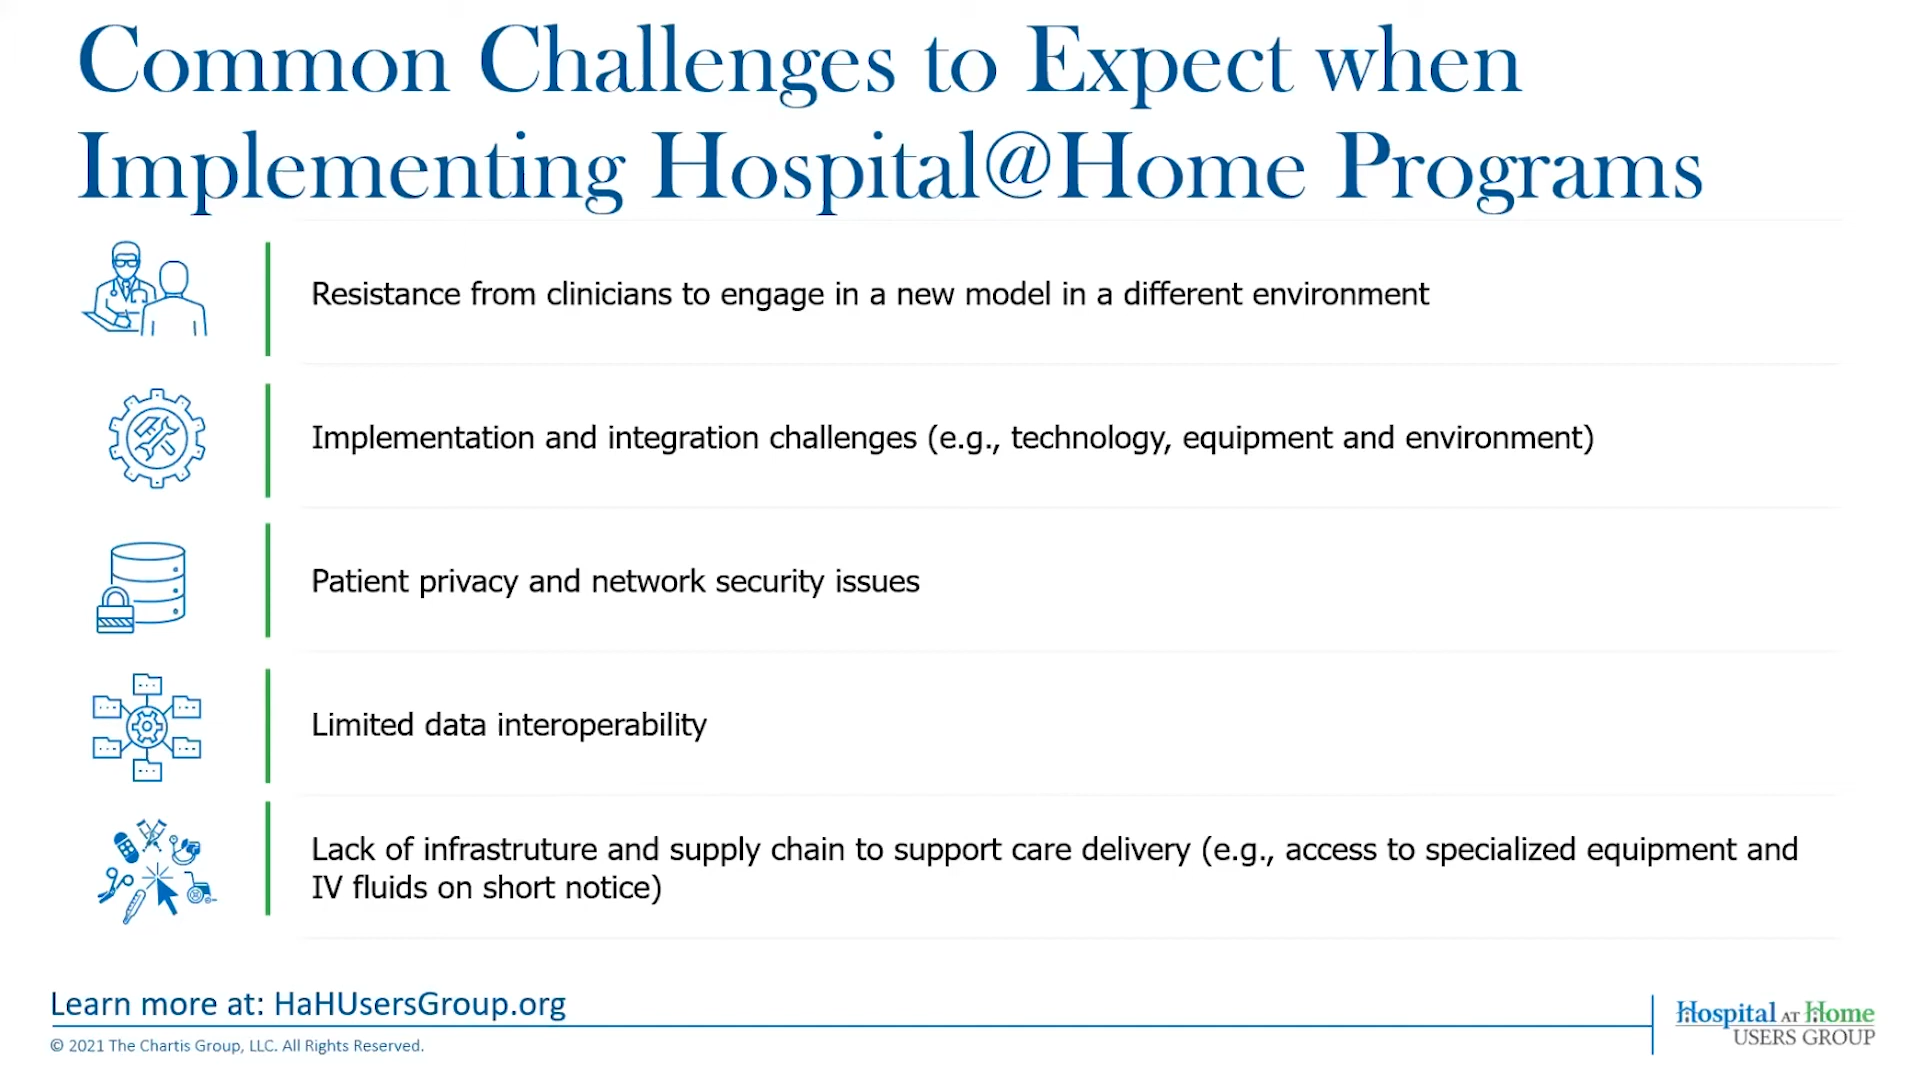 Common Challenges to Expect when
Implementing Hospital@Home Programs
Resistance from clinicians to engage in a new model in a different environment
Implementation and integration challenges (e.g., technology, equipment and environment)
Patient privacy and network security issues
Limited data interoperability
Lack of infrastruture and supply chain to support care delivery (e.g., access to specialized equipment and
IV fluids on short notice)
Learn more at: HaHUsersGroup.org
© 2021 The Chartis Group, LLC. All Rights Reserved.
Hospital AT Home
USERS GROUP